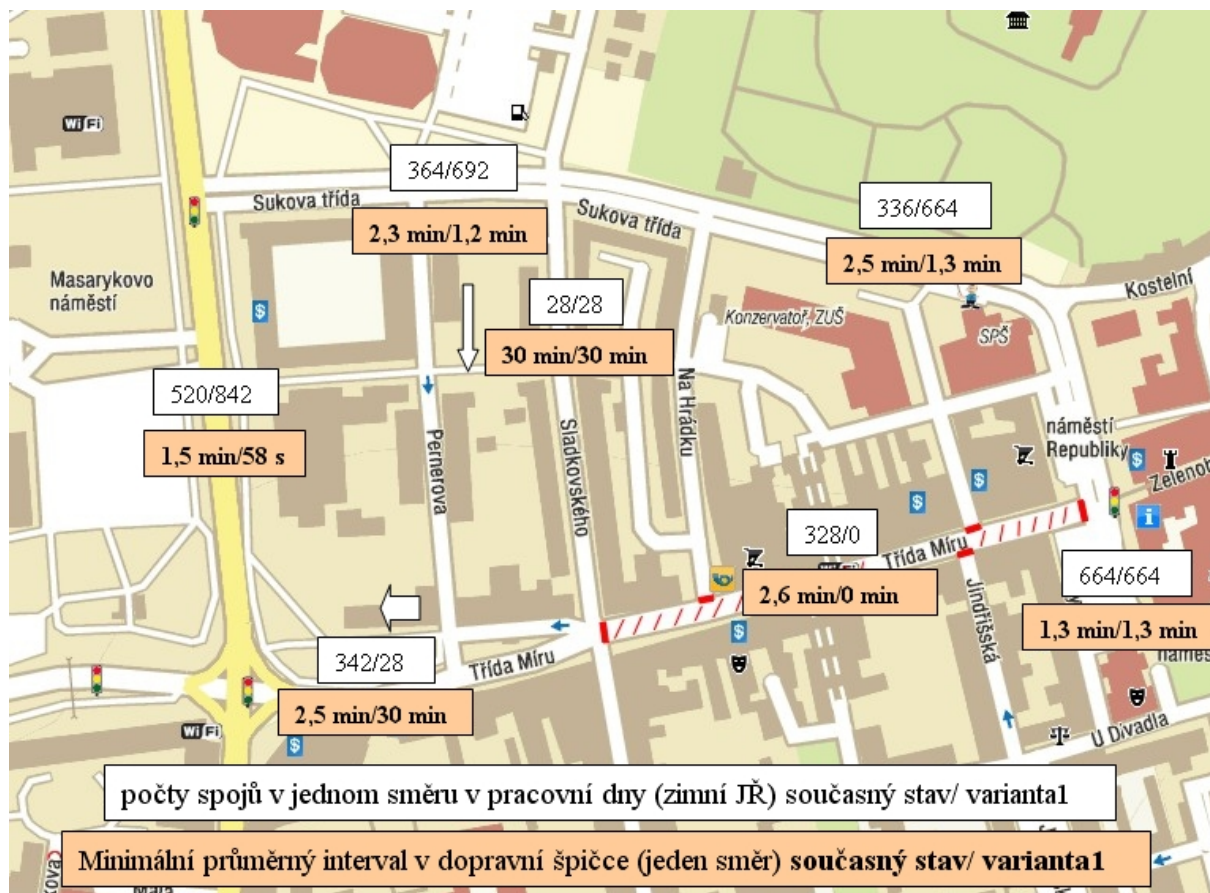 WiFi
364/692
Sukova třída
2,3 min/1,2 min
Sukova třída
336/664
2,5 min/1,3 min
Kostelní
Masarykovo
náměstí
28/28
30 min/30 min
Konzervatoř, ZUŠ
SPŠ
520/842
1,5 min/58 s
Pernerova
Sladkovského
Na Hrádku
náměstí
Republiky
328/0
Třída Míru
2,6 min/0 min
Jindřišská
664/664
1,3 min/1,3 min
342/28
Třída Míru
2,5 min/30 min
WiFi
U Divadla
počty spojů v jednom směru v pracovní dny (zimní JŘ) současný stav/ varianta1
Minimální průměrný interval v dopravní špičce (jeden směr) současný stav/ varianta1